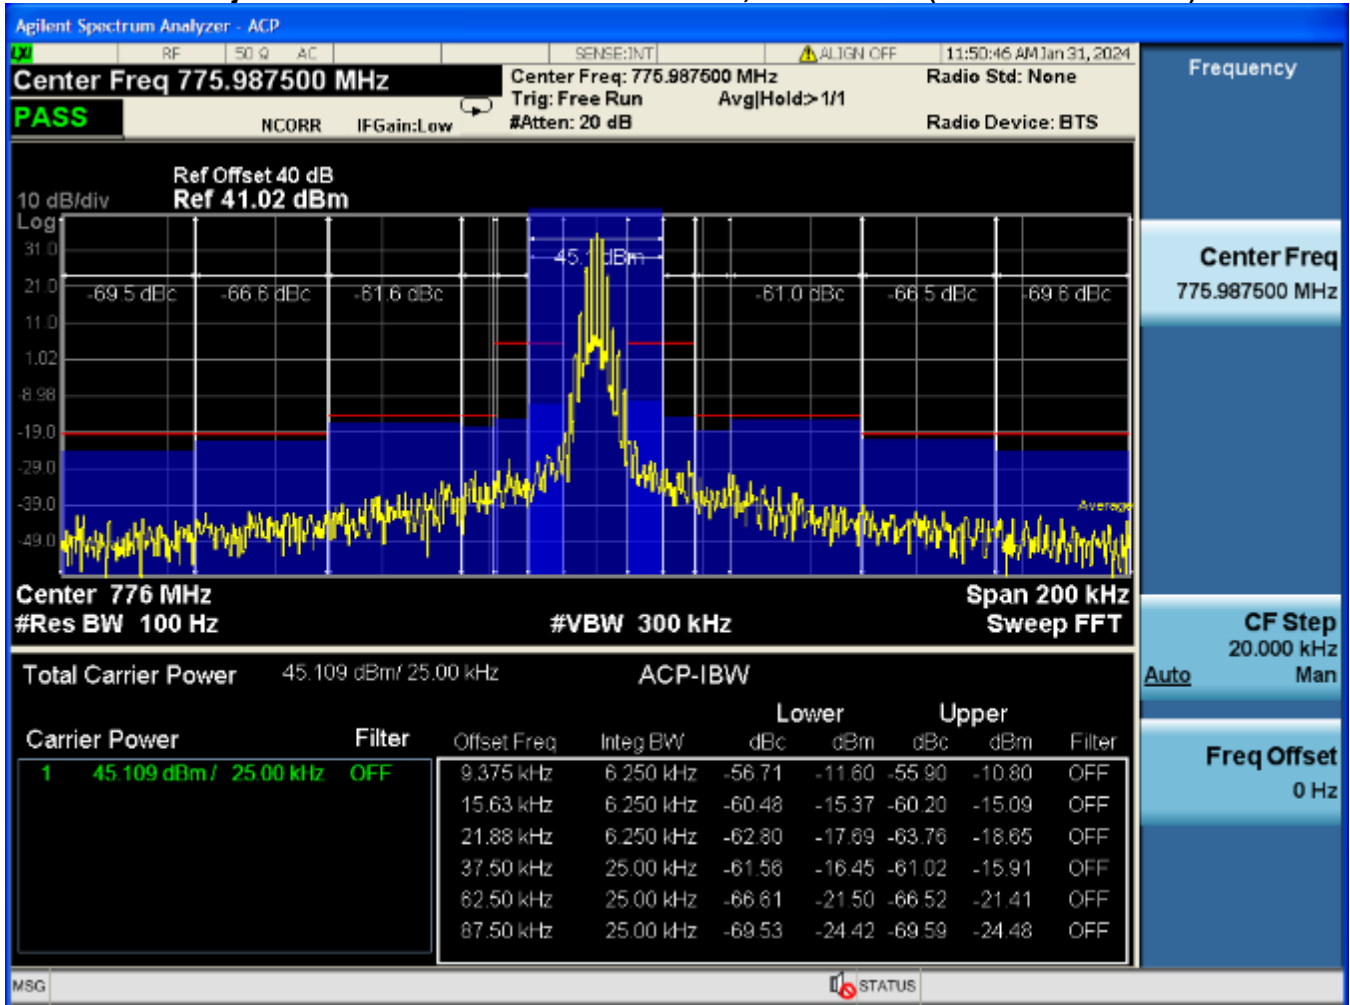 Agilent Spectrum Analyzer - ACP
LXI RF 50 Ω AC SENSE:INT ALIGN OFF 11:50:46 AM Jan 31, 2024
Center Freq 775.987500 MHz
Center Freq: 775.987500 MHz Radio Std: None
Trig: Free Run Avg|Hold:> 1/1
PASS NCORR IFGain:Low #Atten: 20 dB Radio Device: BTS
Frequency
Ref Offset 40 dB
10 dB/div Ref 41.02 dBm
Log
31.0
45.1 dBm
21.0
-69.5 dBc -66.6 dBc -61.6 dBc -61.0 dBc -66.5 dBc -69.6 dBc
11.0
1.02
-8.98
-19.0
-29.0
-39.0
Average
-49.0
Center 776 MHz Span 200 kHz
#Res BW 100 Hz #VBW 300 kHz Sweep FFT
Center Freq
775.987500 MHz
CF Step
20.000 kHz
Auto Man
Freq Offset
0 Hz
Total Carrier Power 45.109 dBm/ 25.00 kHz ACP-IBW
Lower Upper
Carrier Power Filter Offset Freq Integ BW dBc dBm dBc dBm Filter
1 45.109 dBm / 25.00 kHz OFF 9.375 kHz 6.250 kHz -56.71 -11.60 -55.90 -10.80 OFF
15.63 kHz 6.250 kHz -60.48 -15.37 -60.20 -15.09 OFF
21.88 kHz 6.250 kHz -62.80 -17.69 -63.76 -18.65 OFF
37.50 kHz 25.00 kHz -61.56 -16.45 -61.02 -15.91 OFF
62.50 kHz 25.00 kHz -66.61 -21.50 -66.52 -21.41 OFF
87.50 kHz 25.00 kHz -69.53 -24.42 -69.59 -24.48 OFF
MSG STATUS